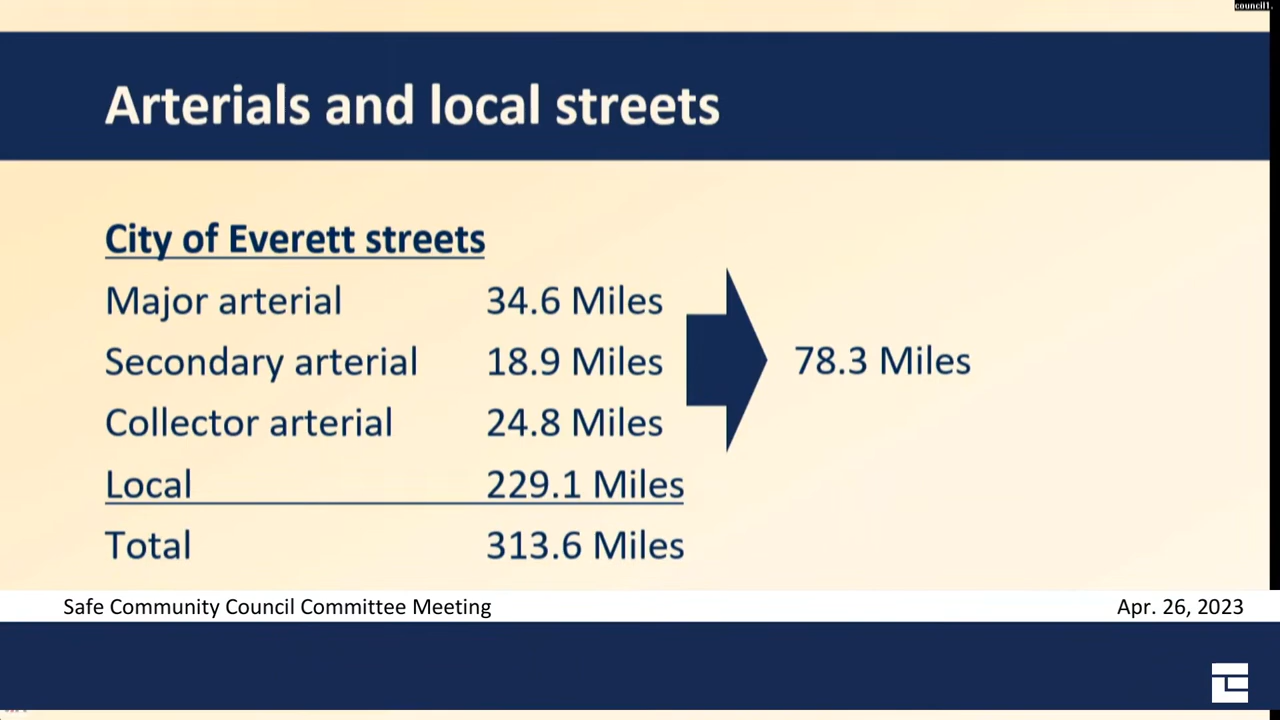 council1.
Arterials and local streets
City of Everett streets
Major arterial 34.6 Miles
Secondary arterial 18.9 Miles
78.3 Miles
Collector arterial 24.8 Miles
Local 229.1 Miles
Total 313.6 Miles
Safe Community Council Committee Meeting Apr. 26, 2023